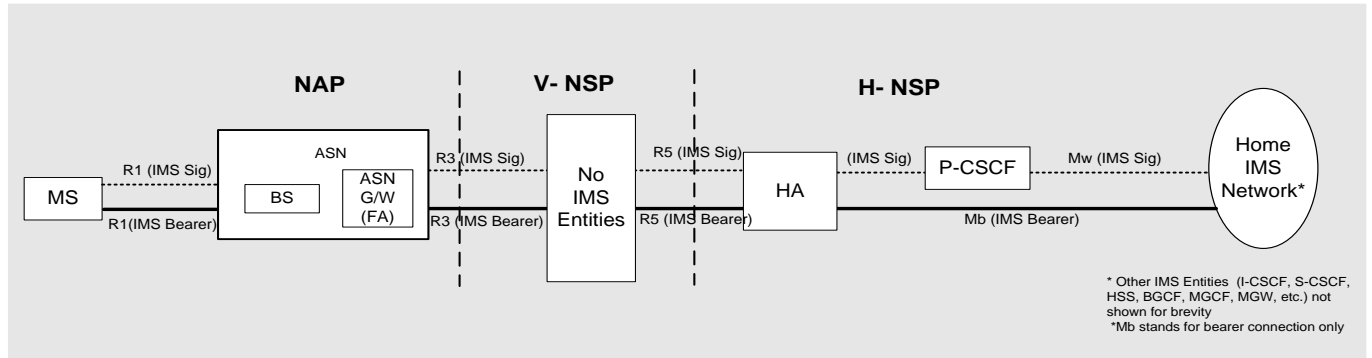 NAP
V- NSP
H- NSP
MS
R1 (IMS Sig)
R1(IMS Bearer)
ASN
BS
ASN
G/W
(FA)
R3 (IMS Sig)
R3 (IMS Bearer)
No
IMS
Entities
R5 (IMS Sig)
R5 (IMS Bearer)
HA
(IMS Sig)
P-CSCF
Mw (IMS Sig)
Mb (IMS Bearer)
Home
IMS
Network*
* Other IMS Entities (I-CSCF, S-CSCF,
HSS, BGCF, MGCF, MGW, etc.) not
shown for brevity
*Mb stands for bearer connection only